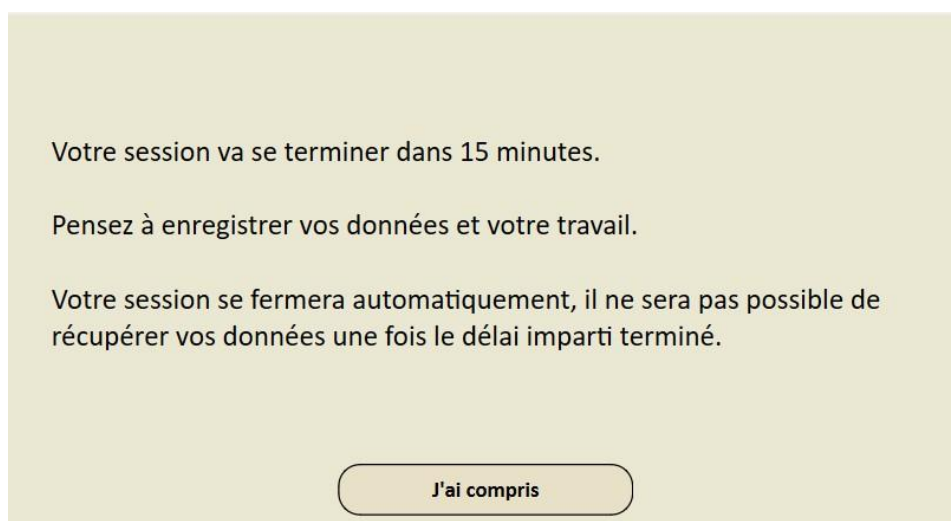 Votre session va se terminer dans 15 minutes.
Pensez à enregistrer vos données et votre travail.
Votre session se fermera automatiquement, il ne sera pas possible de
récupérer vos données une fois le délai imparti terminé.
J'ai compris